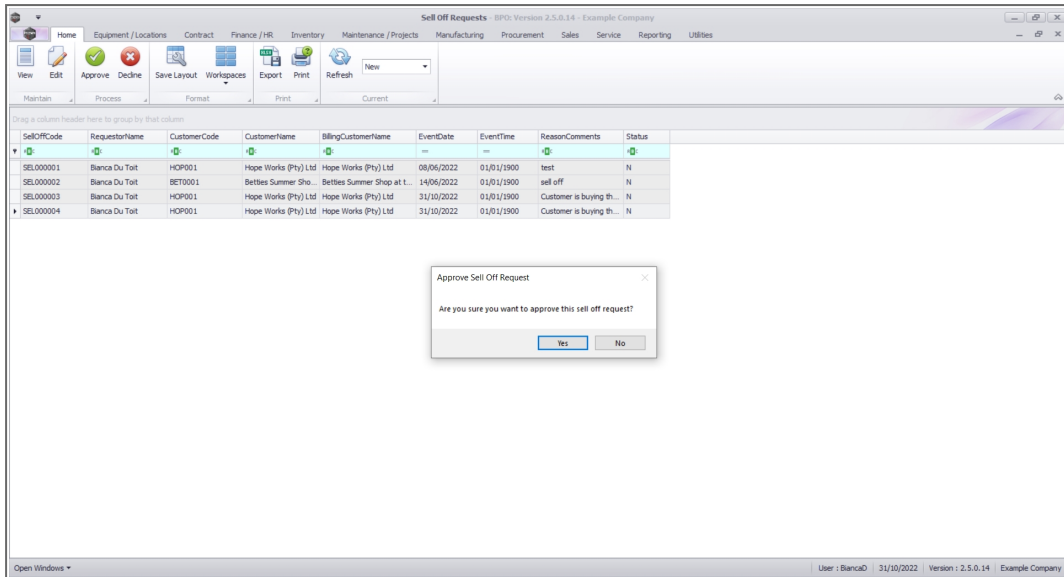 Sell Off Requests - BPO: Version 2.5.0.14 - Example Company
Home Equipment / Locations Contract Finance / HR Inventory Maintenance / Projects Manufacturing Procurement Sales Service Reporting Utilities
New
View Edit Approve Decline Save Layout Workspaces Export Print Refresh
Maintain Process Format Print Current
Drag a column header here to group by that column
SellOffCode RequestorName CustomerCode CustomerName BillingCustomerName EventDate EventTime ReasonComments Status
SEL000001 Bianca Du Toit HOP001 Hope Works (Pty) Ltd Hope Works (Pty) Ltd 08/06/2022 01/01/1900 test N
SEL000002 Bianca Du Toit BET0001 Betties Summer Sho... Betties Summer Shop at t... 14/06/2022 01/01/1900 sell off N
SEL000003 Bianca Du Toit HOP001 Hope Works (Pty) Ltd Hope Works (Pty) Ltd 31/10/2022 01/01/1900 Customer is buying th... N
SEL000004 Bianca Du Toit HOP001 Hope Works (Pty) Ltd Hope Works (Pty) Ltd 31/10/2022 01/01/1900 Customer is buying th... N
Approve Sell Off Request
Are you sure you want to approve this sell off request?
Yes No
Open Windows User : BiancaD 31/10/2022 Version : 2.5.0.14 Example Company